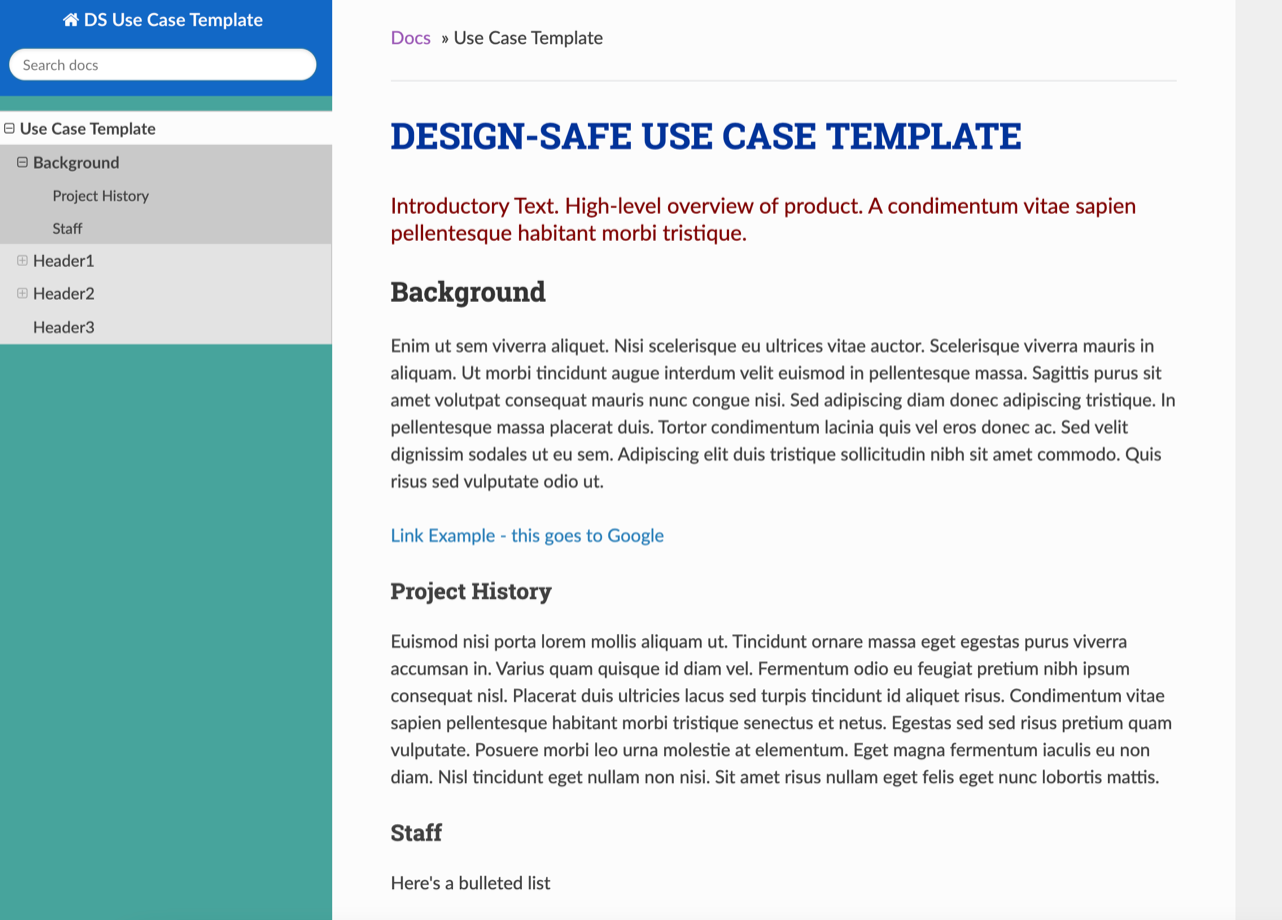 DS Use Case Template
Search docs
Use Case Template
Background
Project History
Staff
Header1
Header2
Header3
Docs » Use Case Template
DESIGN-SAFE USE CASE TEMPLATE
Introductory Text. High-level overview of product. A condimentum vitae sapien
pellentesque habitant morbi tristique.
Background
Enim ut sem viverra aliquet. Nisi scelerisque eu ultrices vitae auctor. Scelerisque viverra mauris in
aliquam. Ut morbi tincidunt augue interdum velit euismod in pellentesque massa. Sagittis purus sit
amet volutpat consequat mauris nunc congue nisi. Sed adipiscing diam donec adipiscing tristique. In
pellentesque massa placerat duis. Tortor condimentum lacinia quis vel eros donec ac. Sed velit
dignissim sodales ut eu sem. Adipiscing elit duis tristique sollicitudin nibh sit amet commodo. Quis
risus sed vulputate odio ut.
Link Example - this goes to Google
Project History
Euismod nisi porta lorem mollis aliquam ut. Tincidunt ornare massa eget egestas purus viverra
accumsan in. Varius quam quisque id diam vel. Fermentum odio eu feugiat pretium nibh ipsum
consequat nisl. Placerat duis ultricies lacus sed turpis tincidunt id aliquet risus. Condimentum vitae
sapien pellentesque habitant morbi tristique senectus et netus. Egestas sed sed risus pretium quam
vulputate. Posuere morbi leo urna molestie at elementum. Eget magna fermentum iaculis eu non
diam. Nisl tincidunt eget nullam non nisi. Sit amet risus nullam eget felis eget nunc lobortis mattis.
Staff
Here's a bulleted list